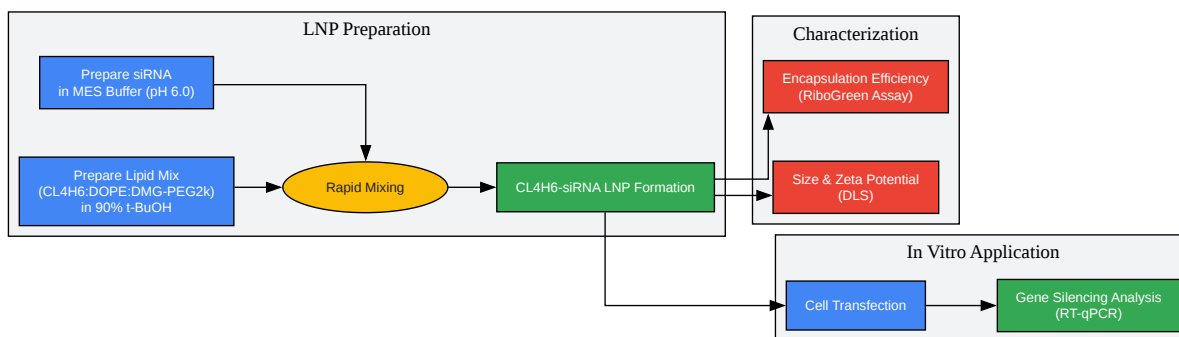 LNP Preparation
Prepare siRNA
in MES Buffer (pH 6.0)
Prepare Lipid Mix
(CL4H6:DOPE:DMG-PEG2k)
in 90% t-BuOH
Rapid Mixing
CL4H6-siRNA LNP Formation
Characterization
Encapsulation Efficiency
(RiboGreen Assay)
Size & Zeta Potential
(DLS)
In Vitro Application
Cell Transfection
Gene Silencing Analysis
(RT-qPCR)